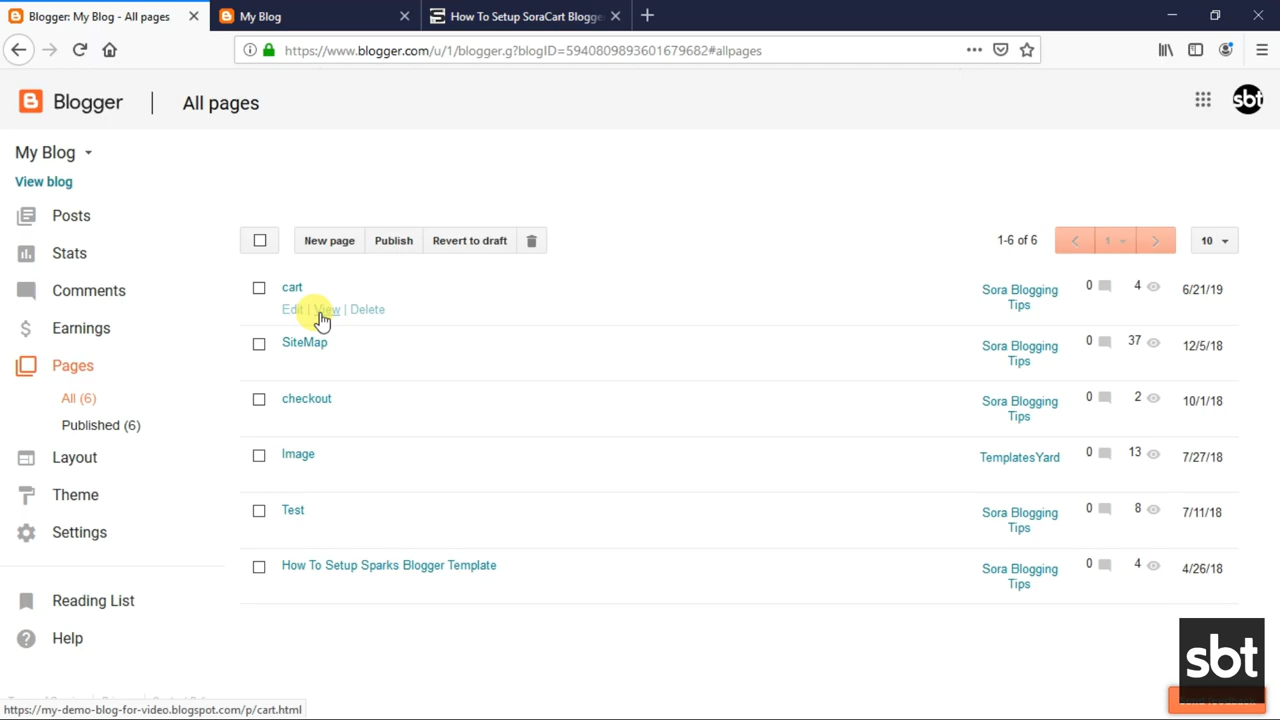 Blogger: My Blog - All pages
My Blog
How To Setup SoraCart Blogge
https://www.blogger.com/u/1/blogger.g?blogID=5940809893601679682#allpages
Blogger | All pages
sbt
My Blog
View blog
Posts
Stats
Comments
Earnings
Pages
All (6)
Published (6)
Layout
Theme
Settings
Reading List
Help
New page
Publish
Revert to draft
1-6 of 6
1
10
cart
Edit | View | Delete
Sora Blogging
Tips
0
4
6/21/19
SiteMap
Sora Blogging
Tips
0
37
12/5/18
checkout
Sora Blogging
Tips
0
2
10/1/18
Image
TemplatesYard
0
13
7/27/18
Test
Sora Blogging
Tips
0
8
7/11/18
How To Setup Sparks Blogger Template
Sora Blogging
Tips
0
4
4/26/18
sbt
https://my-demo-blog-for-video.blogspot.com/p/cart.html